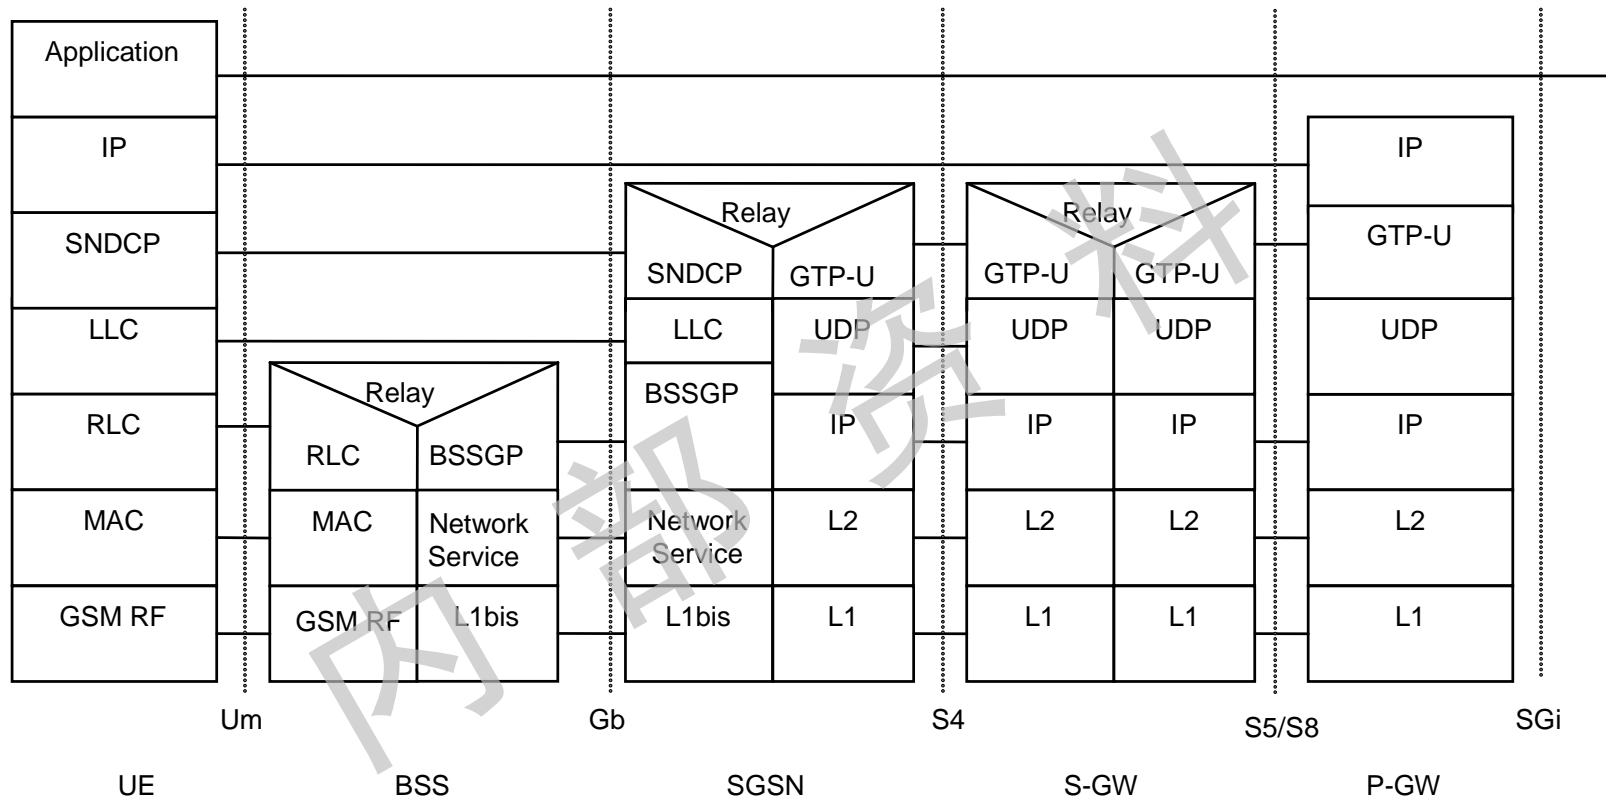 Application
IP
IP
Relay
Relay
SNDCP
GTP-U
SNDCP
GTP-U
GTP-U
GTP-U
LLC
LLC
UDP
UDP
UDP
UDP
Relay
BSSGP
RLC
IP
IP
IP
IP
RLC
BSSGP
MAC
MAC
Network
Service
Network
Service
L2
L2
L2
L2
GSM RF
GSM RF
L1bis
L1bis
L1
L1
L1
L1
Um
Gb
S4
S5/S8
SGi
UE
BSS
SGSN
S-GW
P-GW
内部资料